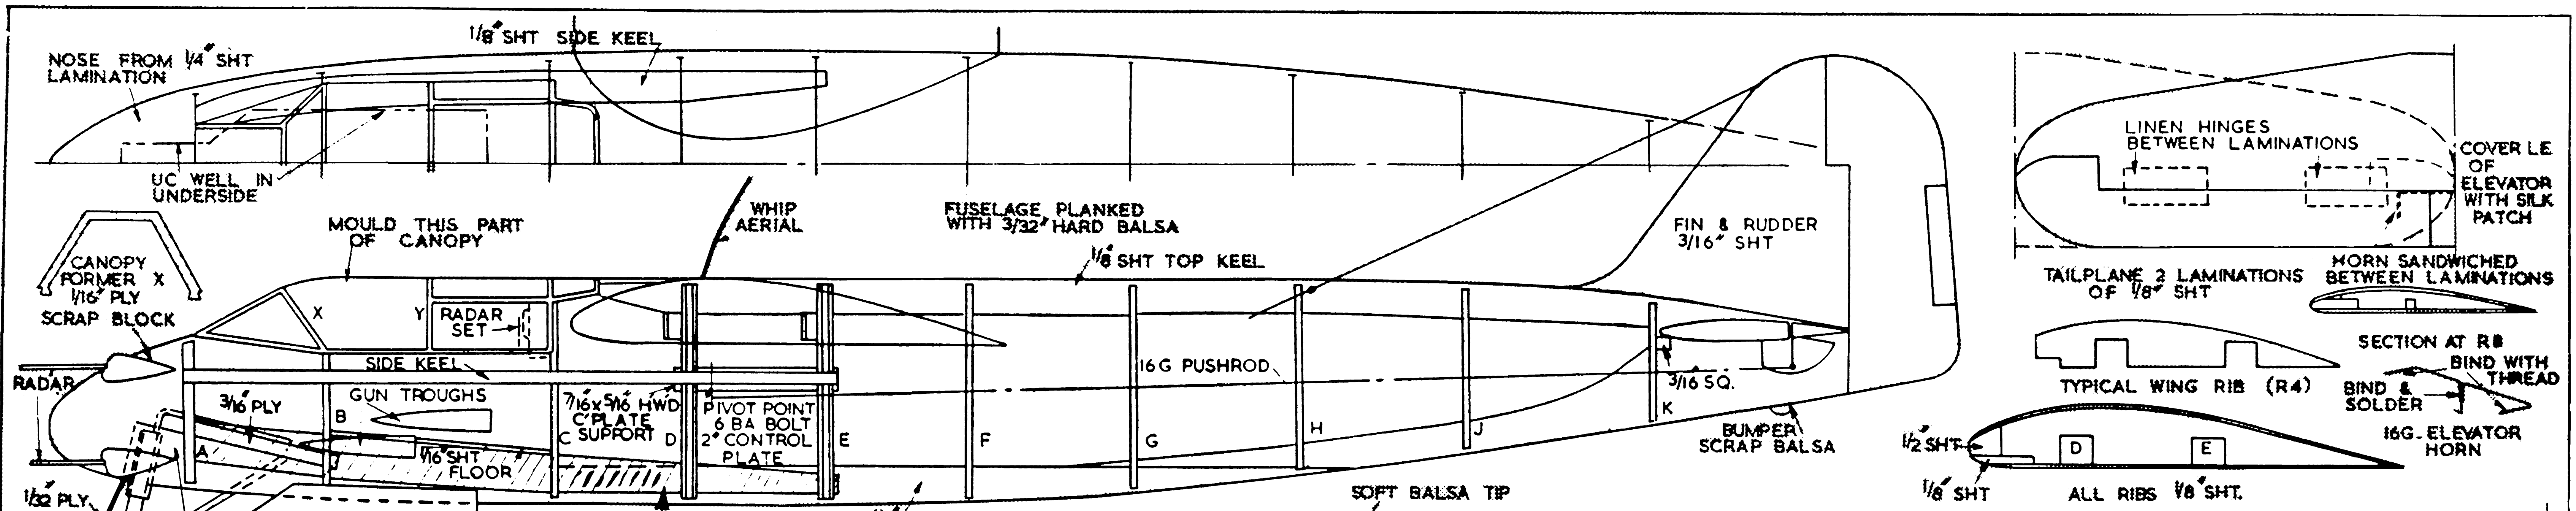 1/8" SHT SIDE KEEL
NOSE FROM 1/4" SHT
LAMINATION
UC WELL IN
UNDERSIDE
WHIP
AERIAL
FUSELAGE PLANKED
WITH 3/32" HARD BALSA
MOULD THIS PART
OF CANOPY
1/8" SHT TOP KEEL
CANOPY
FORMER X
1/16" PLY
SCRAP BLOCK
X
Y
RADAR
SET
SIDE KEEL
RADAR
GUN TROUGHS
3/16" PLY
7/16 x 5/16" HWD
C'PLATE
SUPPORT
PIVOT POINT
6 BA BOLT
2" CONTROL
PLATE
16G PUSHROD
3/16 SQ.
A
B
C
D
E
F
G
H
J
K
1/16" SHT
FLOOR
1/32" PLY
BUMPER
SCRAP BALSA
SOFT BALSA TIP
FIN & RUDDER
3/16" SHT
LINEN HINGES
BETWEEN LAMINATIONS
COVER L.E
OF
ELEVATOR
WITH SILK
PATCH
TAILPLANE 2 LAMINATIONS
OF 1/8" SHT
HORN SANDWICHED
BETWEEN LAMINATIONS
SECTION AT R8
TYPICAL WING RIB (R4)
BIND WITH
THREAD
BIND &
SOLDER
16G. ELEVATOR
HORN
1/2" SHT
D
E
1/8" SHT
ALL RIBS 1/8" SHT.